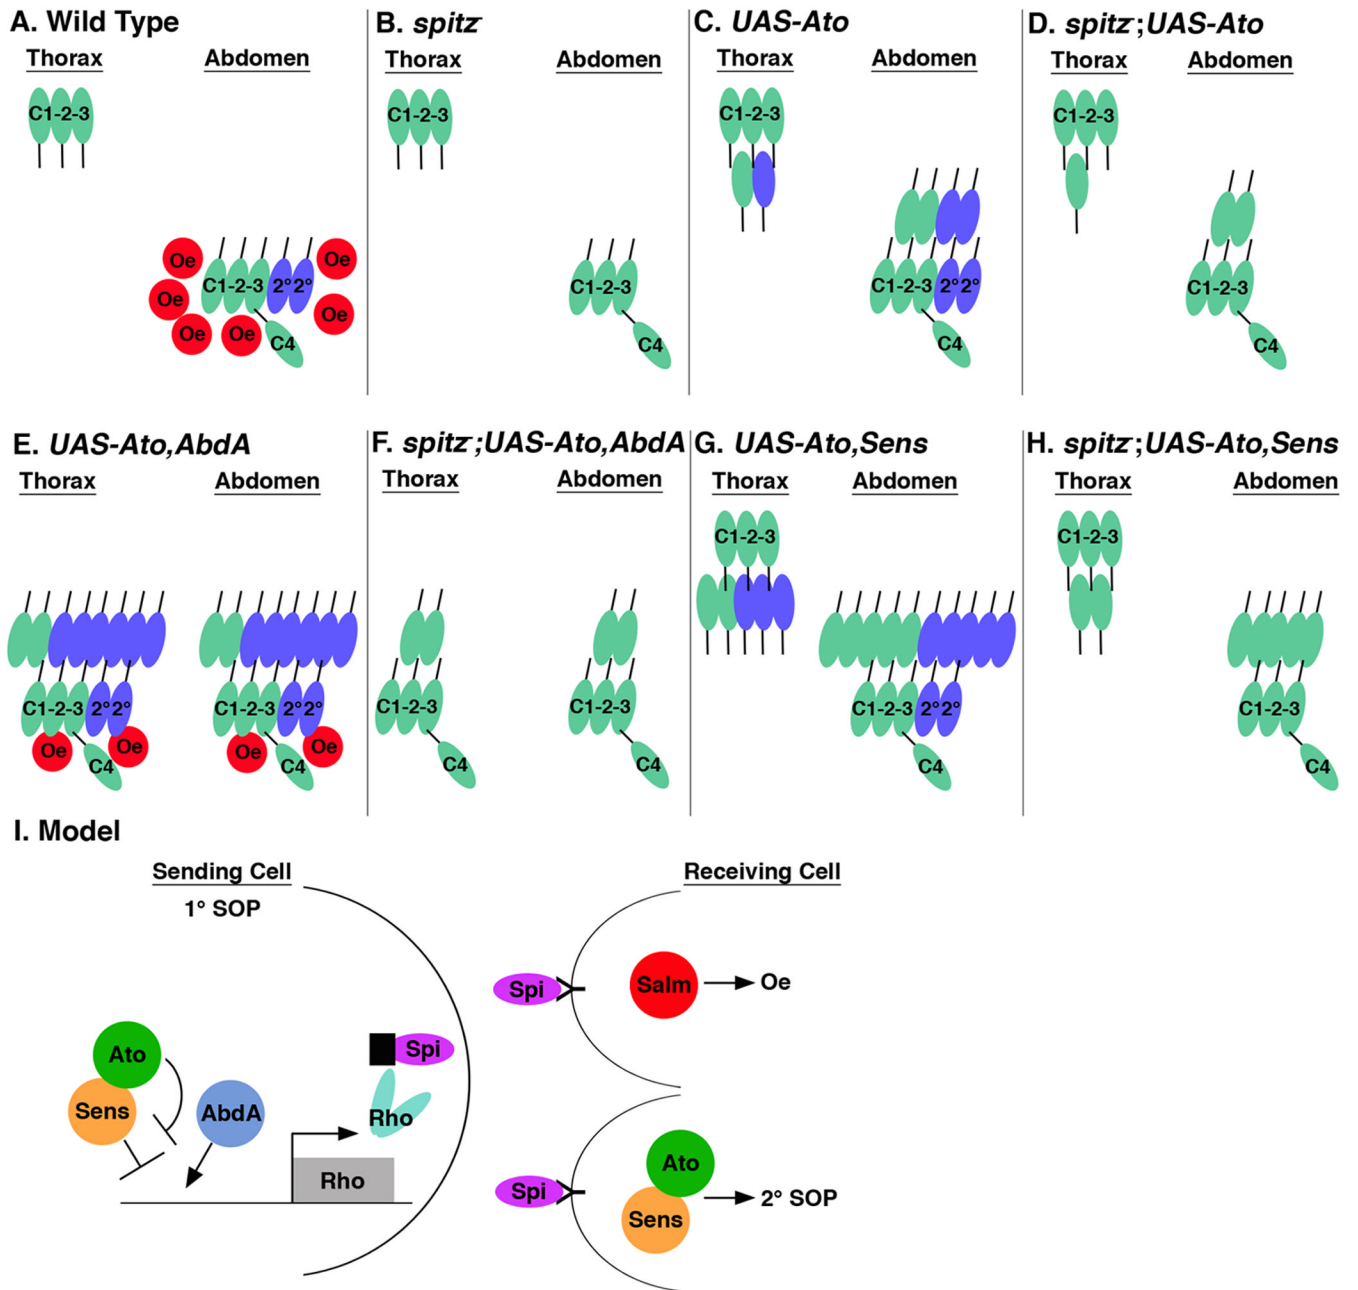 A. Wild Type
Thorax
Abdomen
C1-2-3
Oe
Oe
Oe
C1-2-3
2°
2°
Oe
Oe
Oe
C4
B. spitz-
Thorax
Abdomen
C1-2-3
C1-2-3
C4
C. UAS-Ato
Thorax
Abdomen
C1-2-3
C1-2-3
2°
2°
C4
D. spitz-;UAS-Ato
Thorax
Abdomen
C1-2-3
C1-2-3
C4
E. UAS-Ato,AbdA
Thorax
Abdomen
C1-2-3
2°
2°
Oe
Oe
C4
C1-2-3
2°
2°
Oe
Oe
C4
F. spitz-;UAS-Ato,AbdA
Thorax
Abdomen
C1-2-3
C4
C1-2-3
C4
G. UAS-Ato,Sens
Thorax
Abdomen
C1-2-3
C1-2-3
2°
2°
C4
H. spitz-;UAS-Ato,Sens
Thorax
Abdomen
C1-2-3
C1-2-3
C4
I. Model
Sending Cell
1° SOP
Ato
Sens
AbdA
Spi
Rho
Rho
Receiving Cell
Spi
Salm
Oe
Spi
Ato
Sens
2° SOP